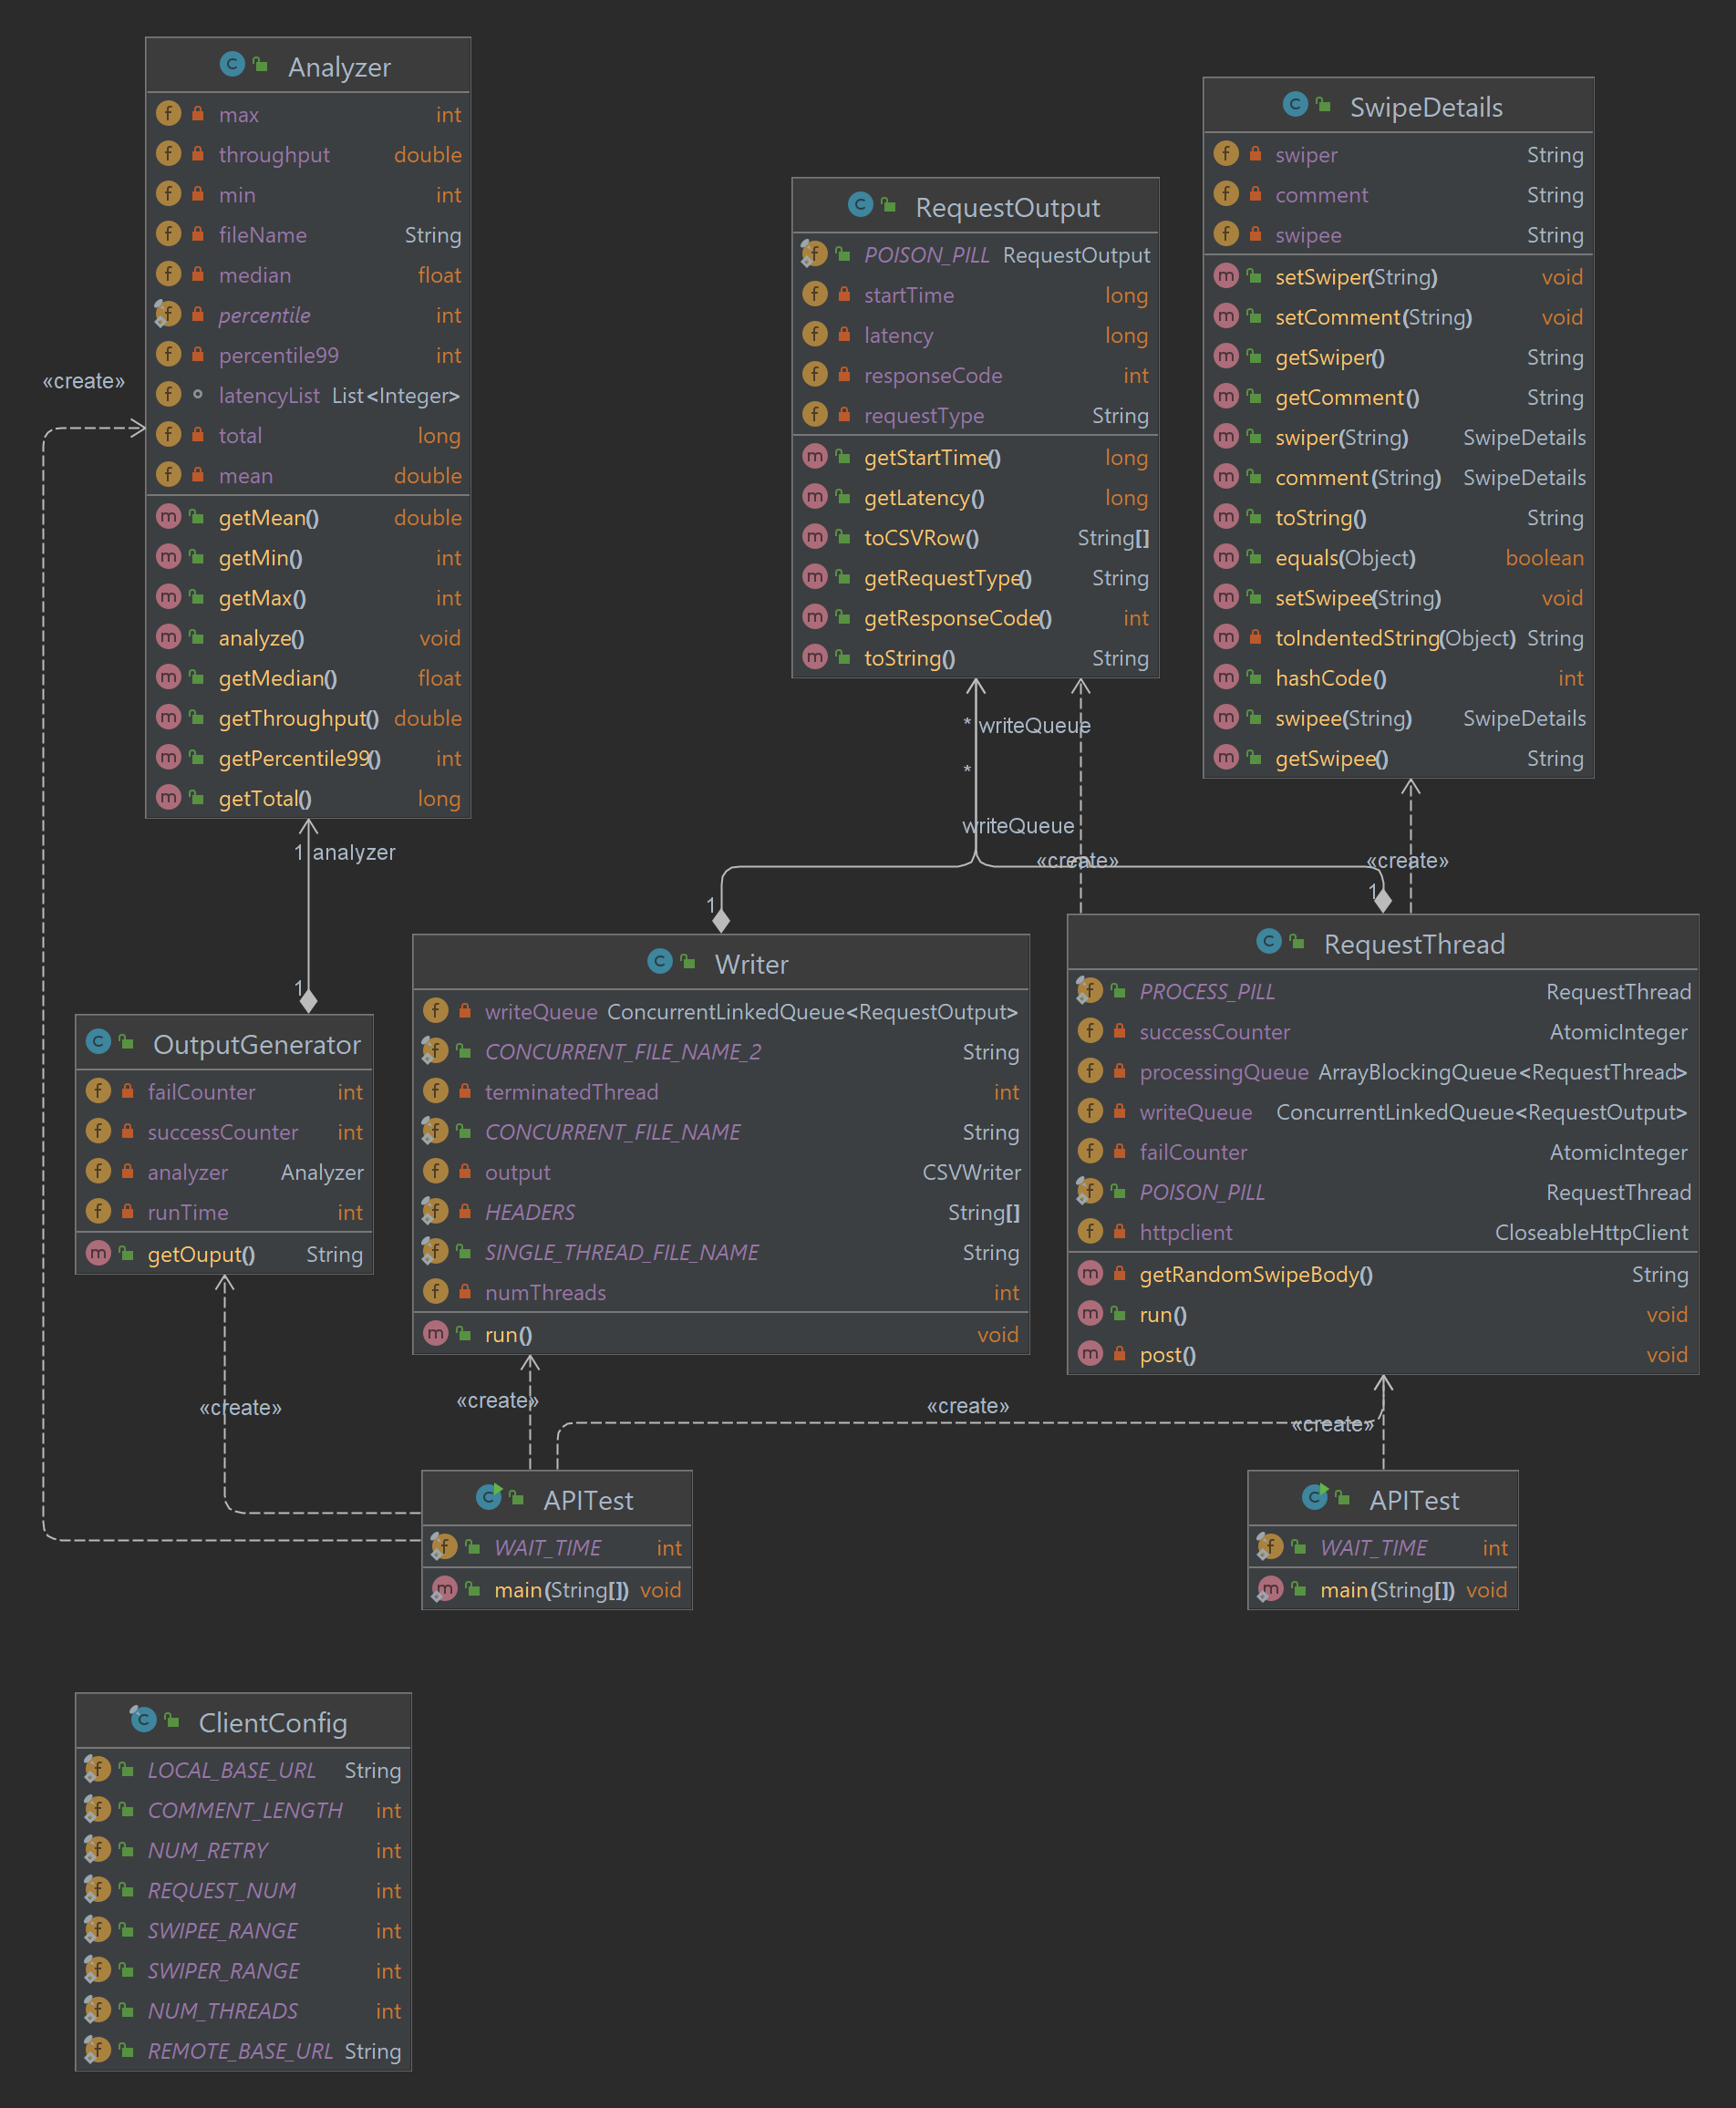 Analyzer
max int
throughput double
min int
fileName String
median float
percentile int
percentile99 int
latencyList List<Integer>
total long
mean double
getMean() double
getMin() int
getMax() int
analyze() void
getMedian() float
getThroughput() double
getPercentile99() int
getTotal() long
RequestOutput
POISON_PILL RequestOutput
startTime long
latency long
responseCode int
requestType String
getStartTime() long
getLatency() long
toCSVRow() String[]
getRequestType() String
getResponseCode() int
toString() String
SwipeDetails
swiper String
comment String
swipee String
setSwiper(String) void
setComment(String) void
getSwiper() String
getComment() String
swiper(String) SwipeDetails
comment(String) SwipeDetails
toString() String
equals(Object) boolean
setSwipee(String) void
toIndentedString(Object) String
hashCode() int
swipee(String) SwipeDetails
getSwipee() String
«create»
* writeQueue
*
writeQueue
1 analyzer
«create»
«create»
1
1
1
OutputGenerator
failCounter int
successCounter int
analyzer Analyzer
runTime int
getOuput() String
Writer
writeQueue ConcurrentLinkedQueue<RequestOutput>
CONCURRENT_FILE_NAME_2 String
terminatedThread int
CONCURRENT_FILE_NAME String
output CSVWriter
HEADERS String[]
SINGLE_THREAD_FILE_NAME String
numThreads int
run() void
RequestThread
PROCESS_PILL RequestThread
successCounter AtomicInteger
processingQueue ArrayBlockingQueue<RequestThread>
writeQueue ConcurrentLinkedQueue<RequestOutput>
failCounter AtomicInteger
POISON_PILL RequestThread
httpclient CloseableHttpClient
getRandomSwipeBody() String
run() void
post() void
«create»
«create»
«create»
«create»
APITest
WAIT_TIME int
main(String[]) void
APITest
WAIT_TIME int
main(String[]) void
ClientConfig
LOCAL_BASE_URL String
COMMENT_LENGTH int
NUM_RETRY int
REQUEST_NUM int
SWIPEE_RANGE int
SWIPER_RANGE int
NUM_THREADS int
REMOTE_BASE_URL String